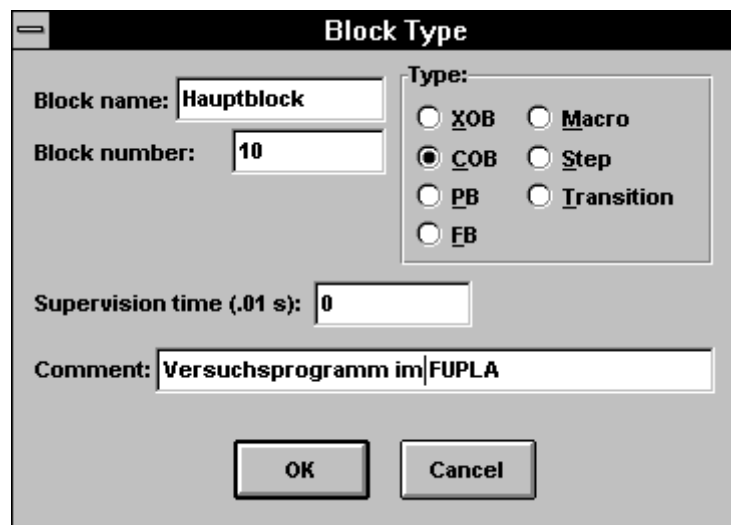 Block Type
Block name: Hauptblock
Block number: 10
Type:
XOB
Macro
COB
Step
PB
Transition
FB
Supervision time (.01 s): 0
Comment: Versuchsprogramm im FUPLA
OK
Cancel